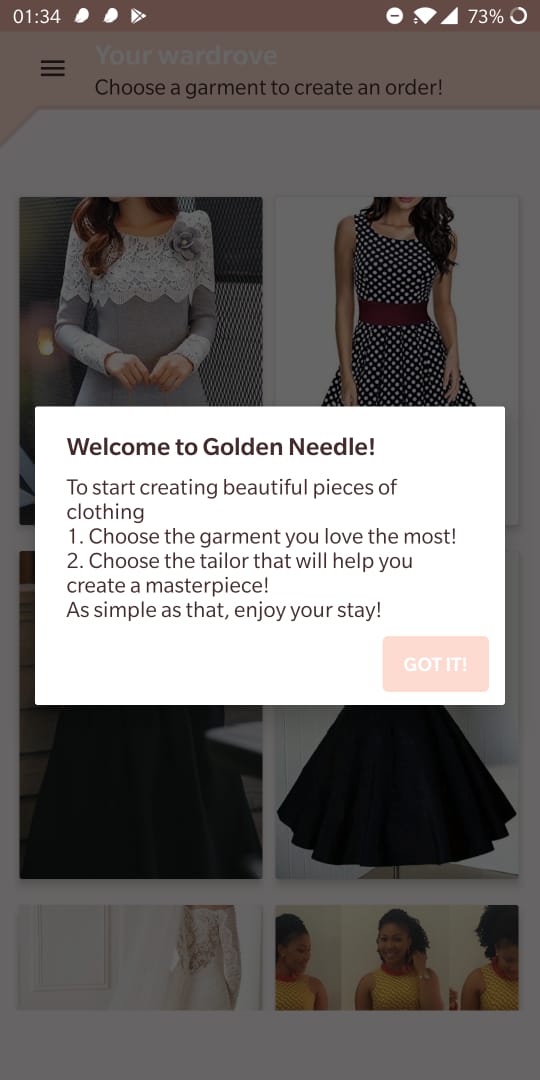 01:34
73%
Your wardrove
Choose a garment to create an order!
Welcome to Golden Needle!
To start creating beautiful pieces of
clothing
1. Choose the garment you love the most!
2. Choose the tailor that will help you
create a masterpiece!
As simple as that, enjoy your stay!
GOT IT!